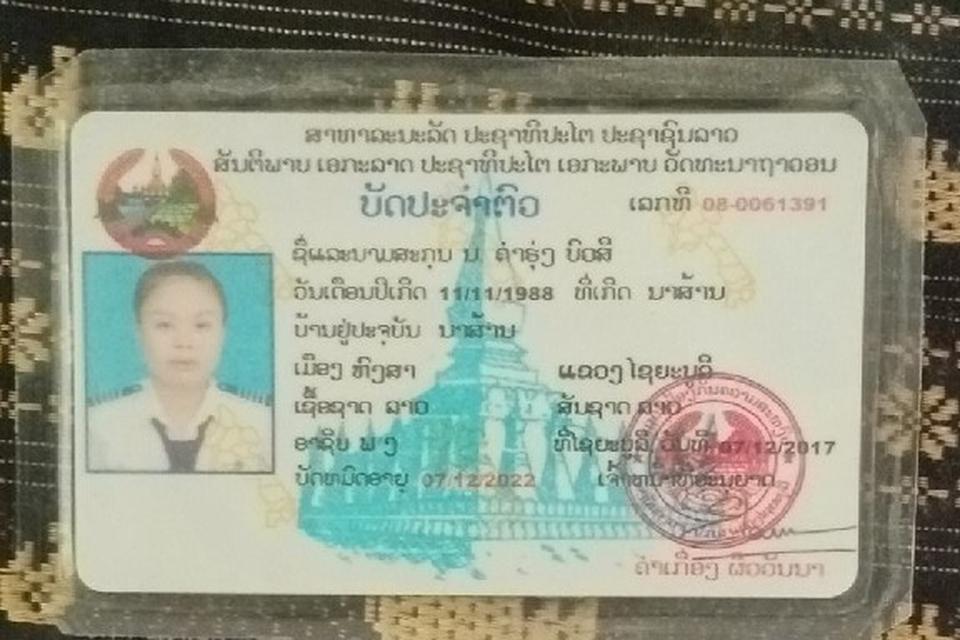 ສາທາລະນະລັດ ປະຊາທິປະໄຕ ປະຊາຊົນລາວ
ສັນຕິພາບ ເອກະລາດ ປະຊາທິປະໄຕ ເອກະພາບ ວັດທະນາຖາວອນ
ບັດປະຈຳຕົວ ເລກທີ 08-0061391
ຊື່ແລະນາມສະກຸນ ນ. ຄຳຮຸ່ງ ບົວສີ
ວັນເດືອນປີເກີດ 11/11/1988 ທີ່ເກີດ ນາສ້ານ
ບ້ານຢູ່ປະຈຸບັນ ນາສ້ານ
ເມືອງ ຫົງສາ ແຂວງ ໄຊຍະບູລີ
ເຊື້ອຊາດ ລາວ ສັນຊາດ ລາວ
ອາຊີບ ທີ່ໄຊຍະບູລີ ວັນທີ 07/12/2017
ບັດຫມົດອາຍຸ 07/12/2022 ເຈົ້າຫນ້າທີ່ອະນຸຍາດ
ຄຳເກື່ອງ ຜິວວັນນາ